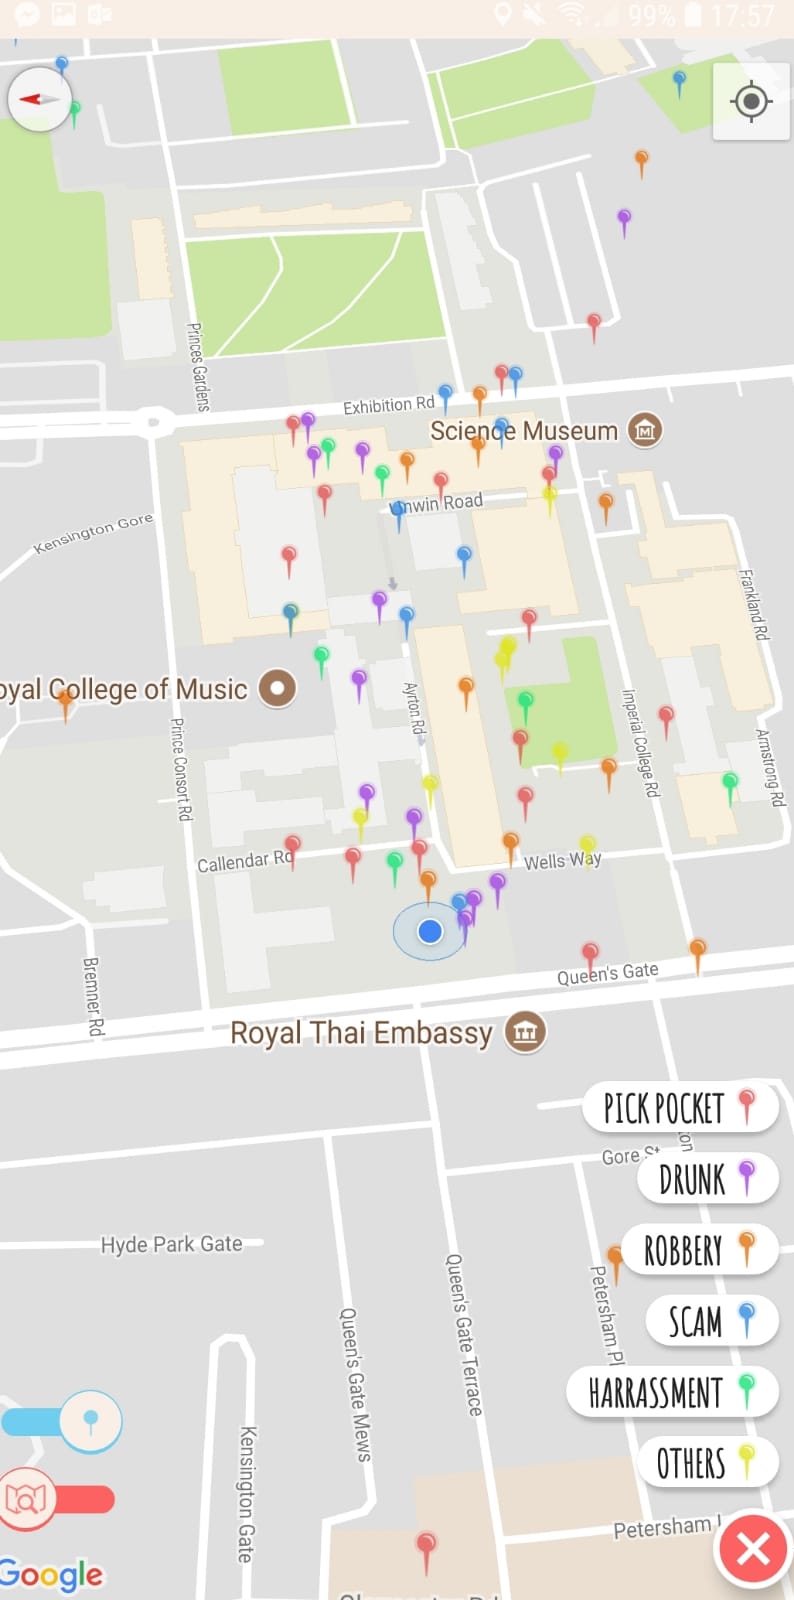 99% 17:57
Princes Gardens
Exhibition Rd
Science Museum
Unwin Road
Kensington Gore
Frankland Rd
oyal College of Music
Ayrton Rd
Imperial College Rd
Prince Consort Rd
Armstrong Rd
Callendar Rd
Wells Way
Bremner Rd
Queen's Gate
Royal Thai Embassy
PICK POCKET
Gore St
DRUNK
Hyde Park Gate
ROBBERY
Queen's Gate Terrace
Petersham Pl
Queen's Gate Mews
SCAM
HARRASSMENT
Kensington Gate
OTHERS
Petersham L
Google